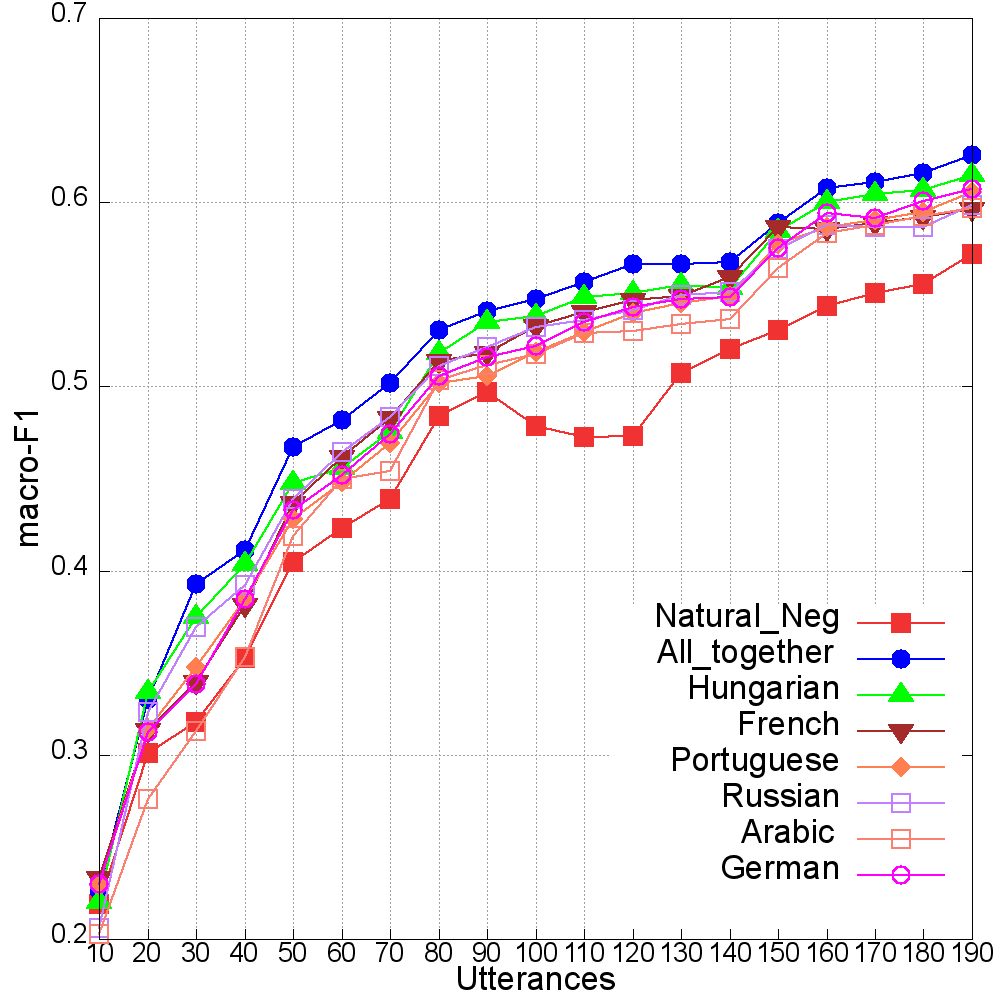 0.7
0.6
0.5
0.4
0.3
0.2
macro-F1
Natural_Neg
All_together
Hungarian
French
Portuguese
Russian
Arabic
German
10 20 30 40 50 60 70 80 90 100 110 120 130 140 150 160 170 180 190
Utterances